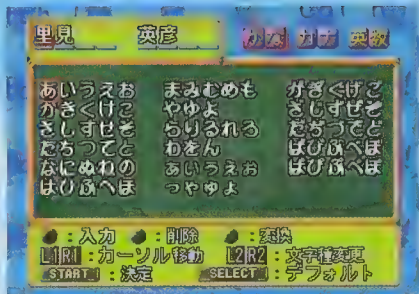 里見 英彦 かな カナ 英数
あいうえお まみむめも がぎぐげご
かきくけこ やゆよ ざじずぜぞ
さしすせそ らりるれろ だぢづでど
たちつてと わをん ばびぶべぼ
なにぬねの ぁぃぅぇぉ ぱぴぷぺぽ
はひふへほ っゃゅょ
:入力 :削除 :変換
L1 R1:カーソル移動 L2 R2:文字種変更
START:決定 SELECT:デフォルト